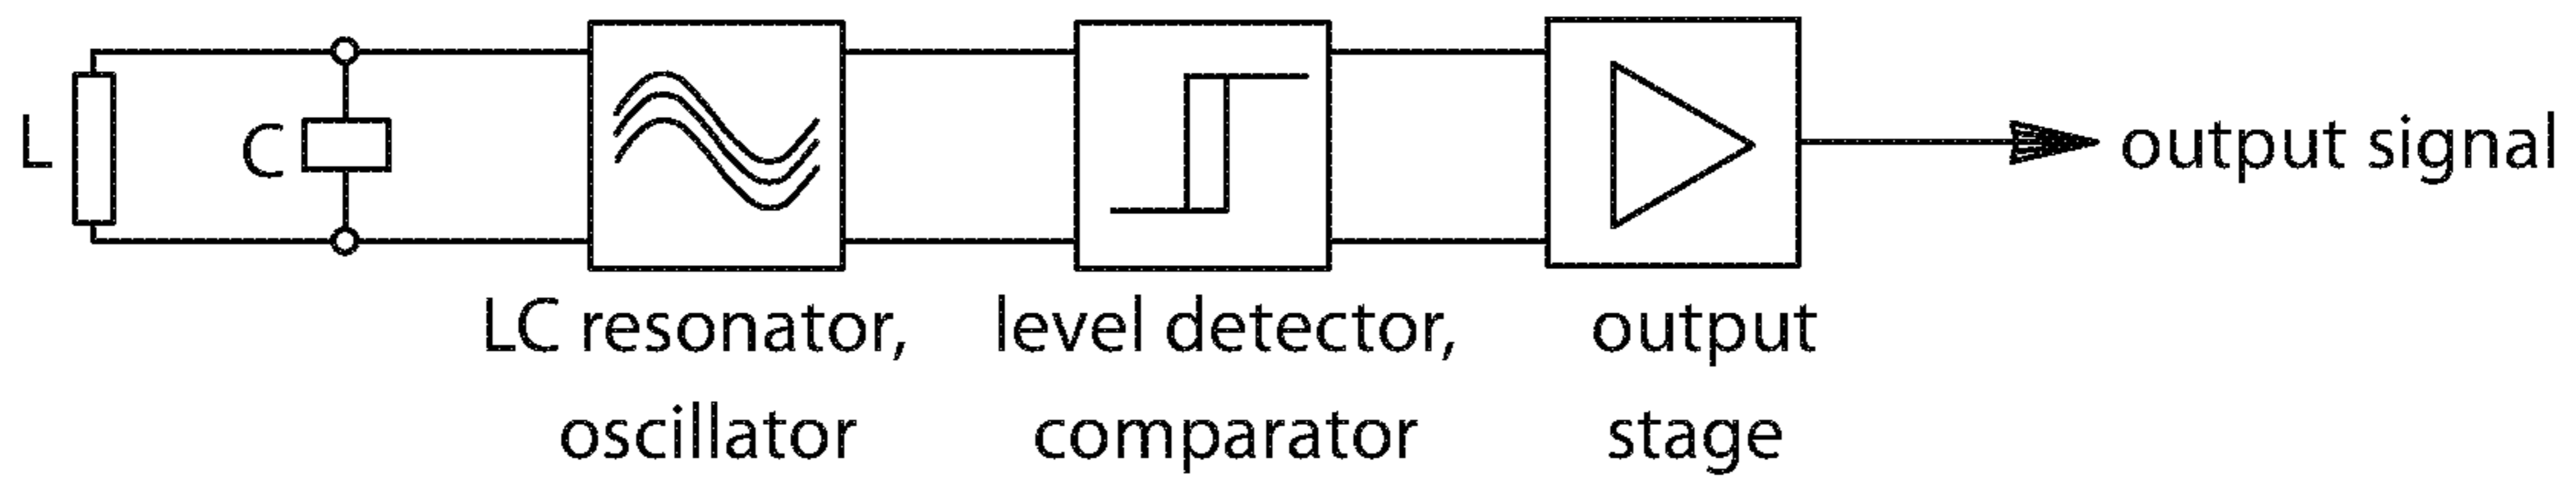 L
C
output signal
LC resonator,
oscillator
level detector,
comparator
output
stage